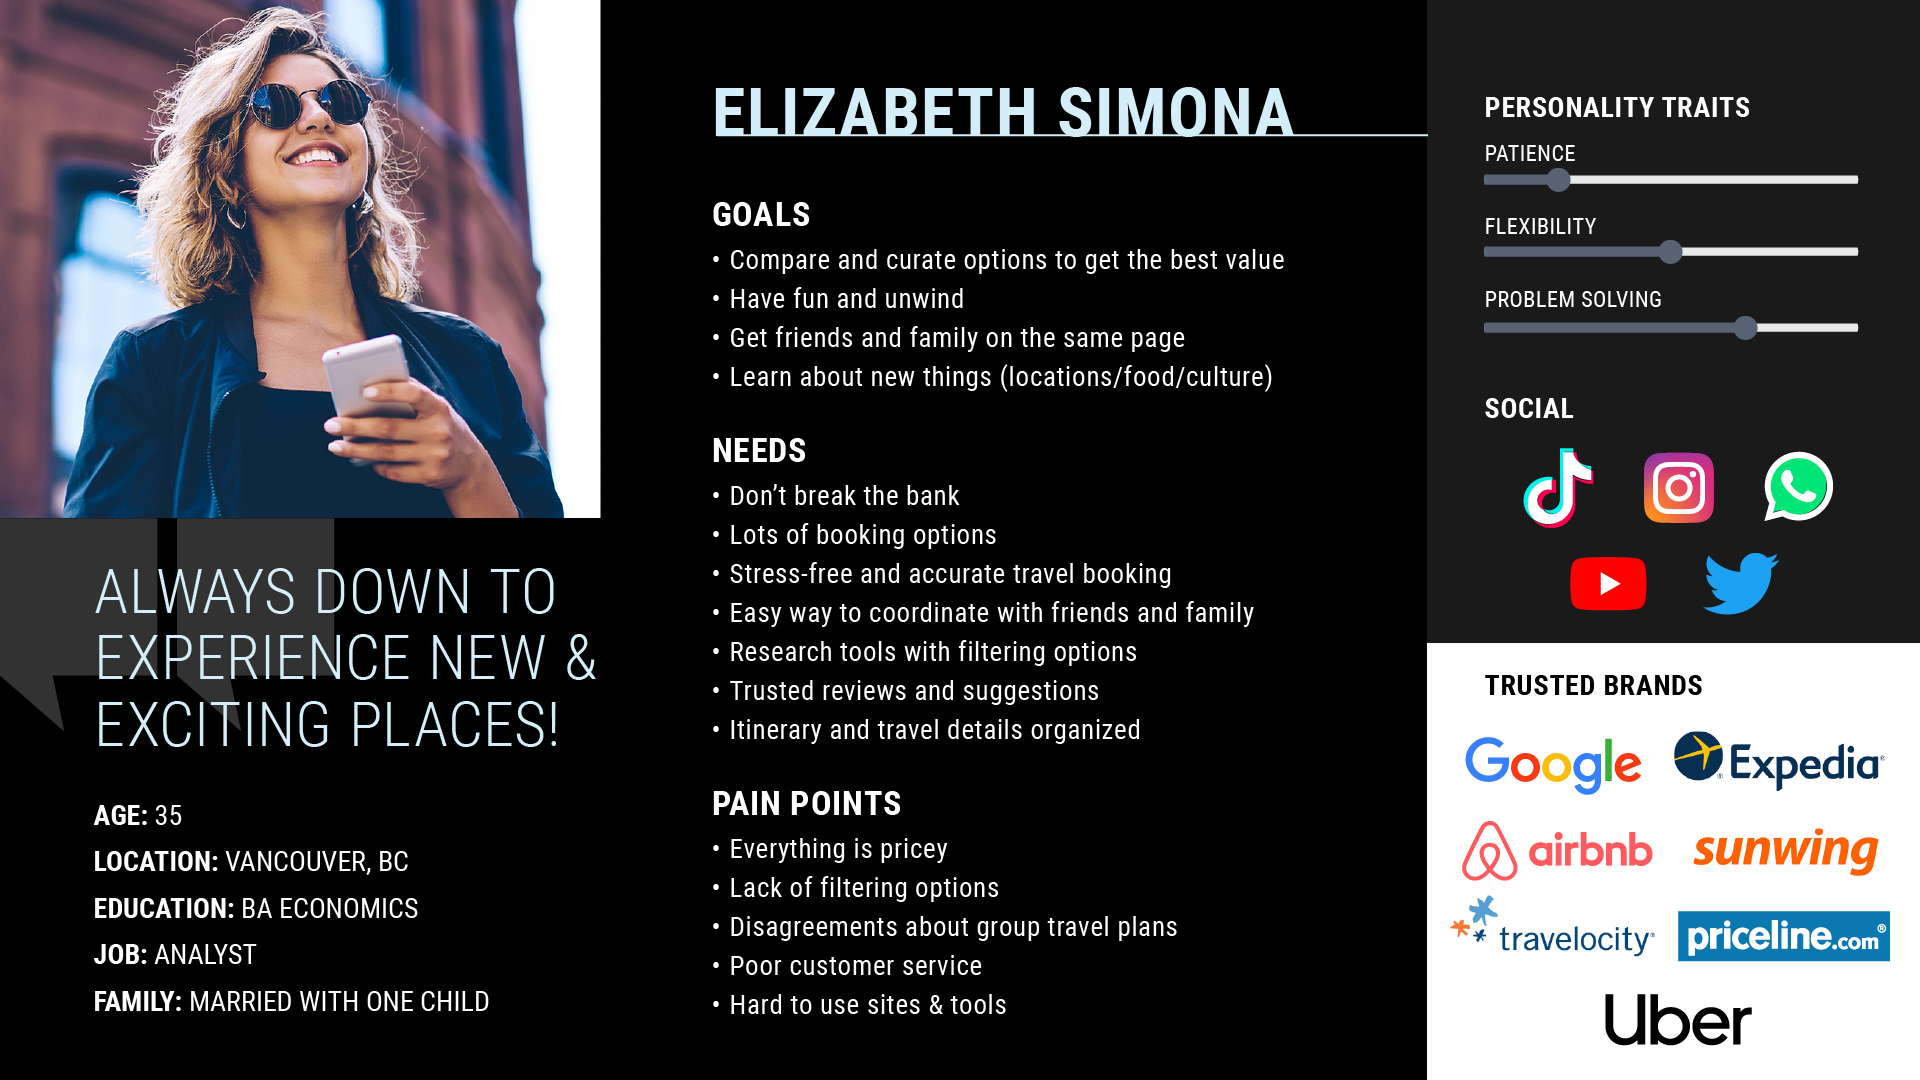 ELIZABETH SIMONA
GOALS
• Compare and curate options to get the best value
• Have fun and unwind
• Get friends and family on the same page
• Learn about new things (locations/food/culture)
NEEDS
• Don’t break the bank
• Lots of booking options
• Stress-free and accurate travel booking
• Easy way to coordinate with friends and family
• Research tools with filtering options
• Trusted reviews and suggestions
• Itinerary and travel details organized
PAIN POINTS
• Everything is pricey
• Lack of filtering options
• Disagreements about group travel plans
• Poor customer service
• Hard to use sites & tools
ALWAYS DOWN TO
EXPERIENCE NEW &
EXCITING PLACES!
AGE: 35
LOCATION: VANCOUVER, BC
EDUCATION: BA ECONOMICS
JOB: ANALYST
FAMILY: MARRIED WITH ONE CHILD
PERSONALITY TRAITS
PATIENCE
FLEXIBILITY
PROBLEM SOLVING
SOCIAL
TRUSTED BRANDS
Google
Expedia®
airbnb
sunwing
travelocity®
priceline.com®
Uber